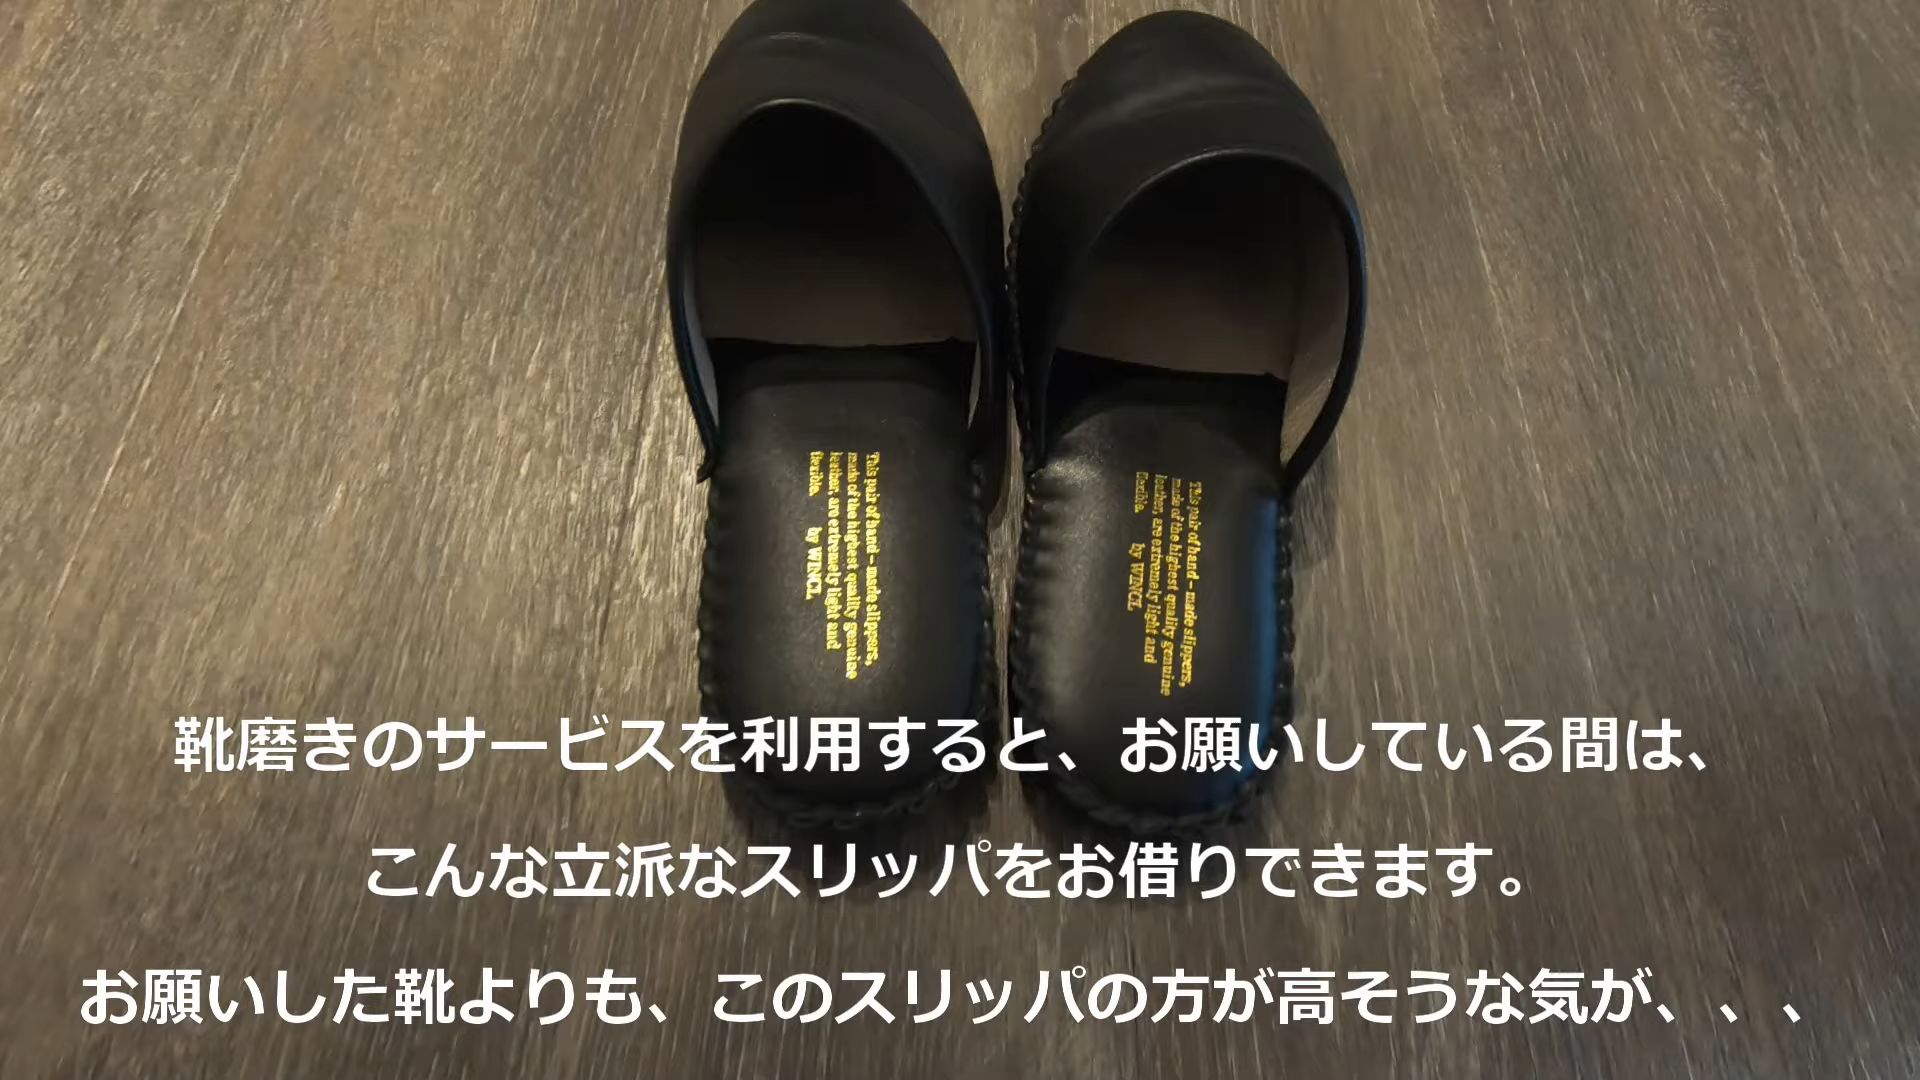 This pair of hand-made slippers,
made of the highest quality genuine
leather, are extremely light and
flexible.
by WINCL
This pair of hand-made slippers,
made of the highest quality genuine
leather, are extremely light and
flexible.
by WINCL
靴磨きのサービスを利用すると、お願いしている間は、
こんな立派なスリッパをお借りできます。
お願いした靴よりも、このスリッパの方が高そうな気が、、、